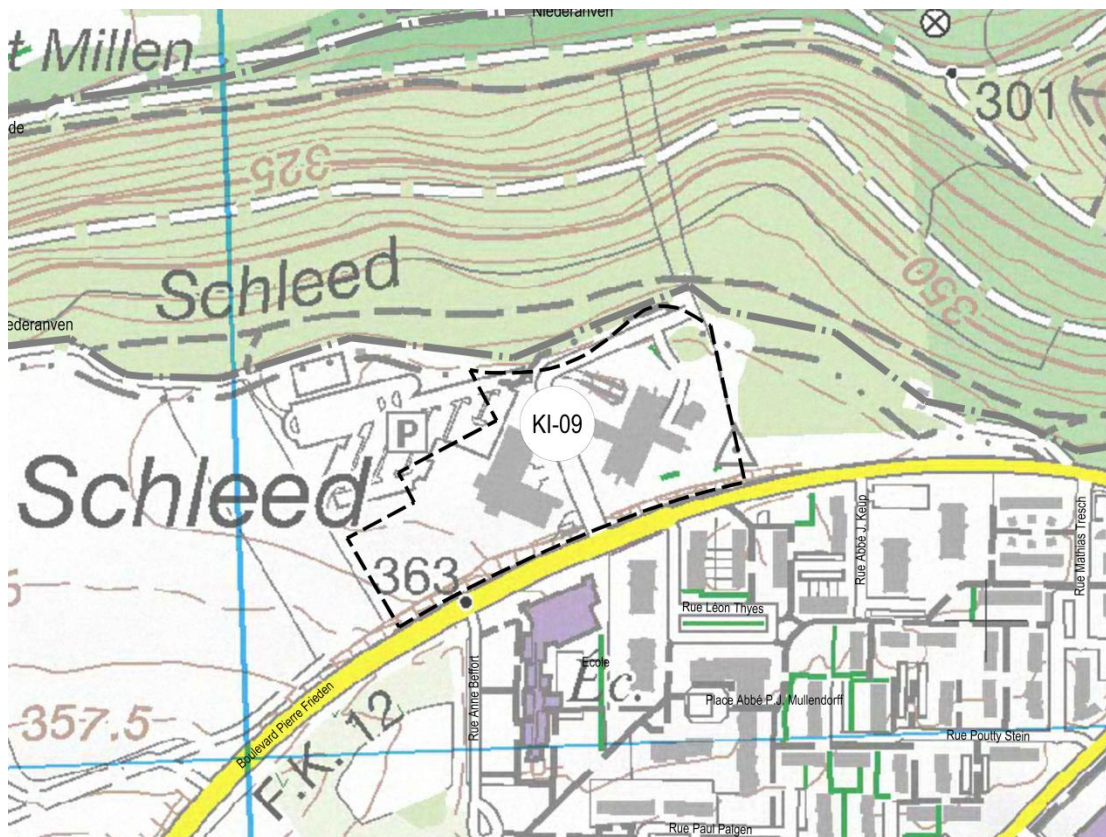 Niederanven
t Millen
de
301
325
350
Schleed
ederanven
P
KI-09
Schleed
363
Rue Abbé J. Keup
Rue Mathias Tresch
Rue Léon Thyes
Ecole
Éc.
Place Abbé P.J. Mullendorff
Rue Anne Beffort
357.5
Boulevard Pierre Frieden
F.K. 12
Rue Poutty Stein
Rue Paul Palgen